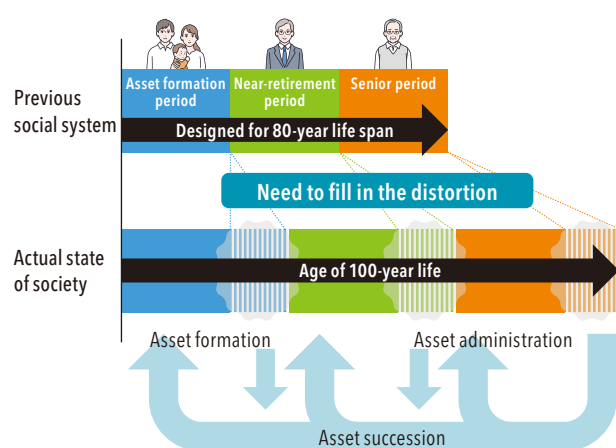 Asset formation
period
Near-retirement
period
Senior period
Previous
social system
Designed for 80-year life span
Need to fill in the distortion
Actual state
of society
Age of 100-year life
Asset formation
Asset administration
Asset succession